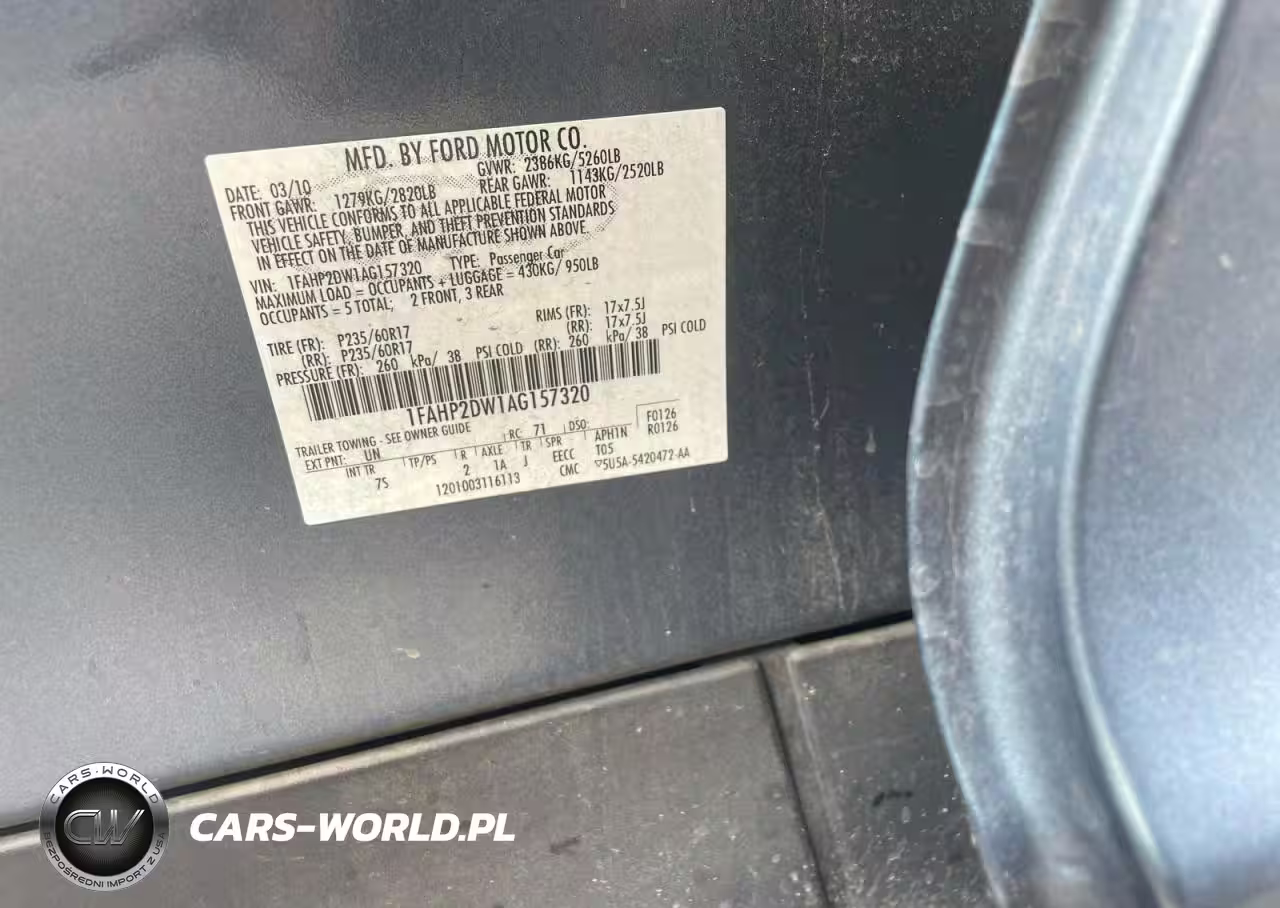 MFD. BY FORD MOTOR CO.
DATE: 03/10 GVWR: 2386KG/5260LB
FRONT GAWR: 1279KG/2820LB REAR GAWR: 1143KG/2520LB
THIS VEHICLE CONFORMS TO ALL APPLICABLE FEDERAL MOTOR
VEHICLE SAFETY, BUMPER, AND THEFT PREVENTION STANDARDS
IN EFFECT ON THE DATE OF MANUFACTURE SHOWN ABOVE.
VIN: 1FAHP2DW1AG157320 TYPE: Passenger Car
MAXIMUM LOAD = OCCUPANTS + LUGGAGE = 430KG/ 950LB
OCCUPANTS = 5 TOTAL; 2 FRONT, 3 REAR
TIRE (FR): P235/60R17 RIMS (FR): 17x7.5J
(RR): P235/60R17 (RR): 17x7.5J
PRESSURE (FR): 260 kPa/ 38 PSI COLD (RR): 260 kPa/ 38 PSI COLD
1FAHP2DW1AG157320
TRAILER TOWING - SEE OWNER GUIDE
EXT PNT: UN RC: 71 DSO: F0126
INT TR TP/PS R AXLE TR SPR APH1N R0126
7S 2 1A J EECC T05
1201003116113 CMC 5U5A-5420472-AA
CARS-WORLD
CW
BEZPOŚREDNI IMPORT Z USA
CARS-WORLD.PL